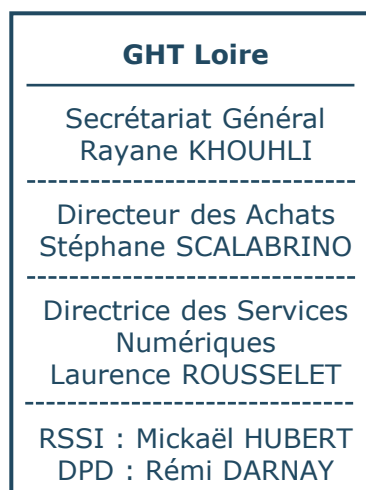 GHT Loire
Secrétariat Général
Rayane KHOUHLI
Directeur des Achats
Stéphane SCALABRINO
Directrice des Services
Numériques
Laurence ROUSSELET
RSSI : Mickaël HUBERT
DPD : Rémi DARNAY